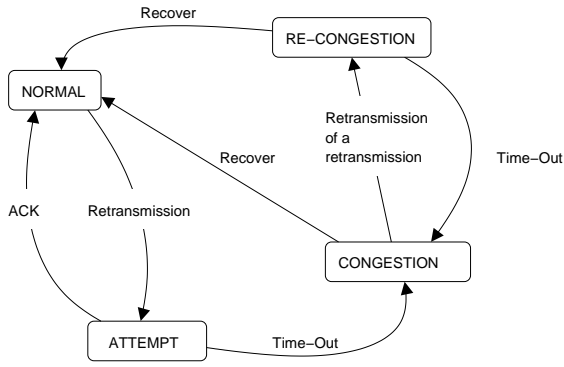 Recover
RE−CONGESTION
NORMAL
Retransmission
of a
retransmission
Recover
Time−Out
ACK
Retransmission
CONGESTION
ATTEMPT
Time−Out